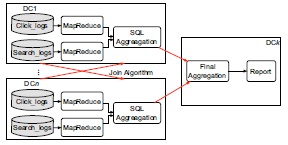 DC1
Click_logs
MapReduce
SQL
Aggregation
Search_logs
MapReduce
⋮
Join Algorithm
DCn
Click_logs
MapReduce
SQL
Aggregation
Search_logs
MapReduce
DCk
Final
Aggregation
Report